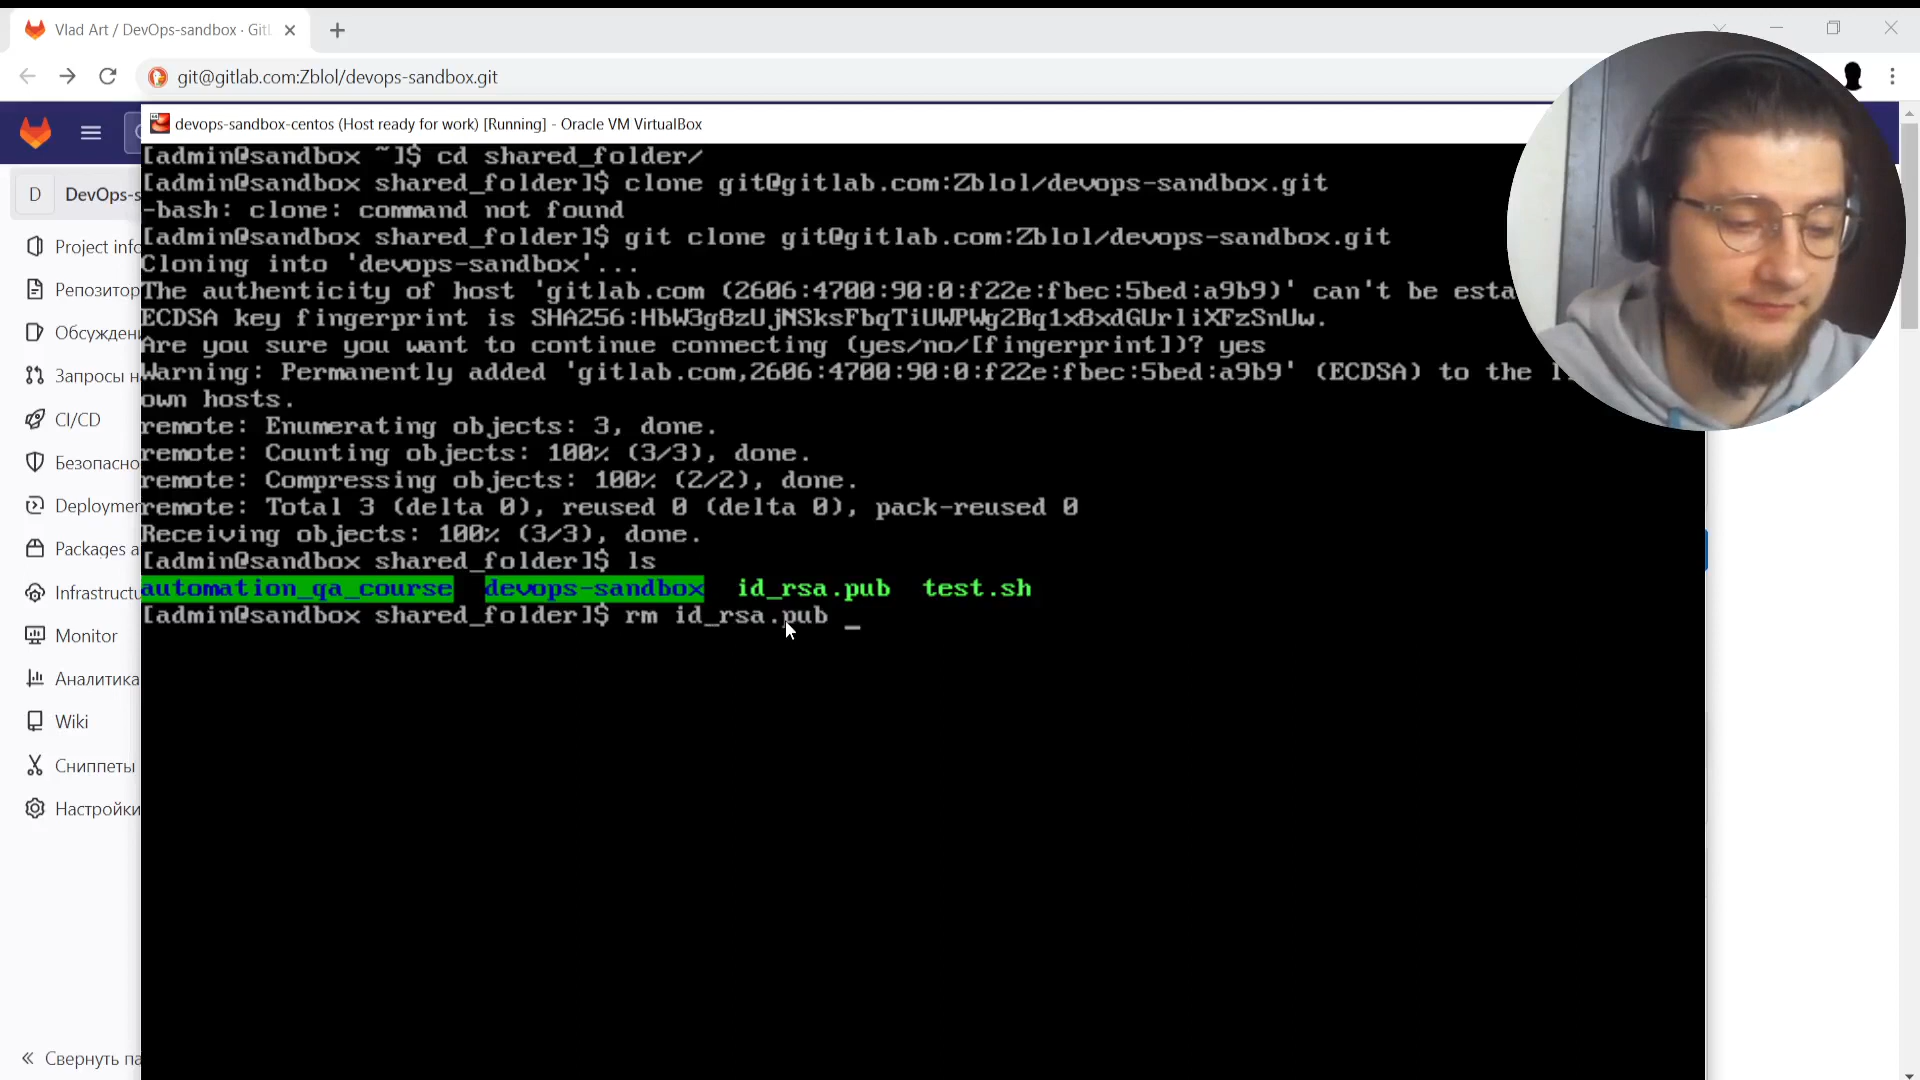 Vlad Art / DevOps-sandbox · GitL
git@gitlab.com:Zblol/devops-sandbox.git
devops-sandbox-centos (Host ready for work) [Running] - Oracle VM VirtualBox
D DevOps-s
Project info
Репозитор
Обсуждени
Запросы н
CI/CD
Безопасно
Deploymen
Packages a
Infrastructu
Monitor
Аналитика
Wiki
Сниппеты
Настройки
« Свернуть па
[admin@sandbox ~]$ cd shared_folder/
[admin@sandbox shared_folder]$ clone git@gitlab.com:Zblol/devops-sandbox.git
-bash: clone: command not found
[admin@sandbox shared_folder]$ git clone git@gitlab.com:Zblol/devops-sandbox.git
Cloning into 'devops-sandbox'...
The authenticity of host 'gitlab.com (2606:4700:90:0:f22e:fbec:5bed:a9b9)' can't be esta
ECDSA key fingerprint is SHA256:HbW3g8zUjNSksFbqTiUWPWg2Bq1x8xdGUrliXFzSnUw.
Are you sure you want to continue connecting (yes/no/[fingerprint])? yes
Warning: Permanently added 'gitlab.com,2606:4700:90:0:f22e:fbec:5bed:a9b9' (ECDSA) to the
own hosts.
remote: Enumerating objects: 3, done.
remote: Counting objects: 100% (3/3), done.
remote: Compressing objects: 100% (2/2), done.
remote: Total 3 (delta 0), reused 0 (delta 0), pack-reused 0
Receiving objects: 100% (3/3), done.
[admin@sandbox shared_folder]$ ls
automation_qa_course devops-sandbox id_rsa.pub test.sh
[admin@sandbox shared_folder]$ rm id_rsa.pub _